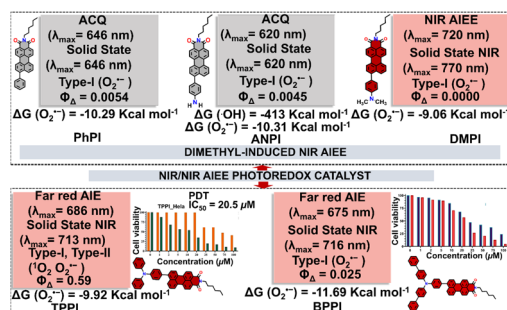 ACQ
(λmax= 646 nm)
Solid State
(λmax= 646 nm
Type-I (O2•−)
ΦΔ = 0.0054
ΔG (O2•−) = -10.29 Kcal mol-1
PhPI
ACQ
(λmax= 620 nm)
Solid State
(λmax= 620 nm
Type-I (O2•−)
ΦΔ = 0.0045
NH2
ΔG (·OH) = -413 Kcal mol-1
ΔG (O2•−) = -10.31 Kcal mol-1
ANPI
NIR AIEE
(λmax= 720 nm)
Solid State NIR
(λmax= 770 nm)
Type-I (O2•−)
ΦΔ = 0.0000
H3C N CH3
ΔG (O2•−) = -9.06 Kcal mol-1
DMPI
DIMETHYL-INDUCED NIR AIEE
NIR/NIR AIEE PHOTOREDOX CATALYST
Far red AIE
(λmax= 686 nm)
Solid State NIR
(λmax= 713 nm)
Type-I, Type-II
(1O2 O2•−)
ΦΔ = 0.59
ΔG (O2•−) = -9.92 Kcal mol-1
TPPI
PDT
IC50 = 20.5 µM
TPPI_Hela
Cell viability
Concentration (µM)
Far red AIE
(λmax= 675 nm)
Solid State NIR
(λmax= 716 nm)
Type-I (O2•−)
ΦΔ = 0.025
ΔG (O2•−) = -11.69 Kcal mol-1
BPPI
Cell viability
Concentration (µM)